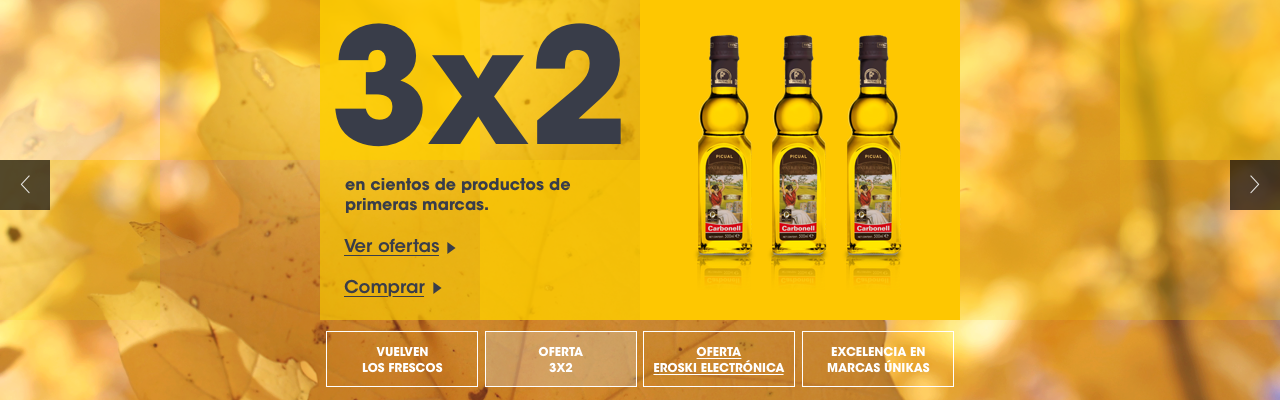 3x2
en cientos de productos de
primeras marcas.
Ver ofertas
Comprar
PICUAL
Carbonell
PICUAL
Carbonell
PICUAL
Carbonell
VUELVEN
LOS FRESCOS
OFERTA
3X2
OFERTA
EROSKI ELECTRÓNICA
EXCELENCIA EN
MARCAS ÚNIKAS